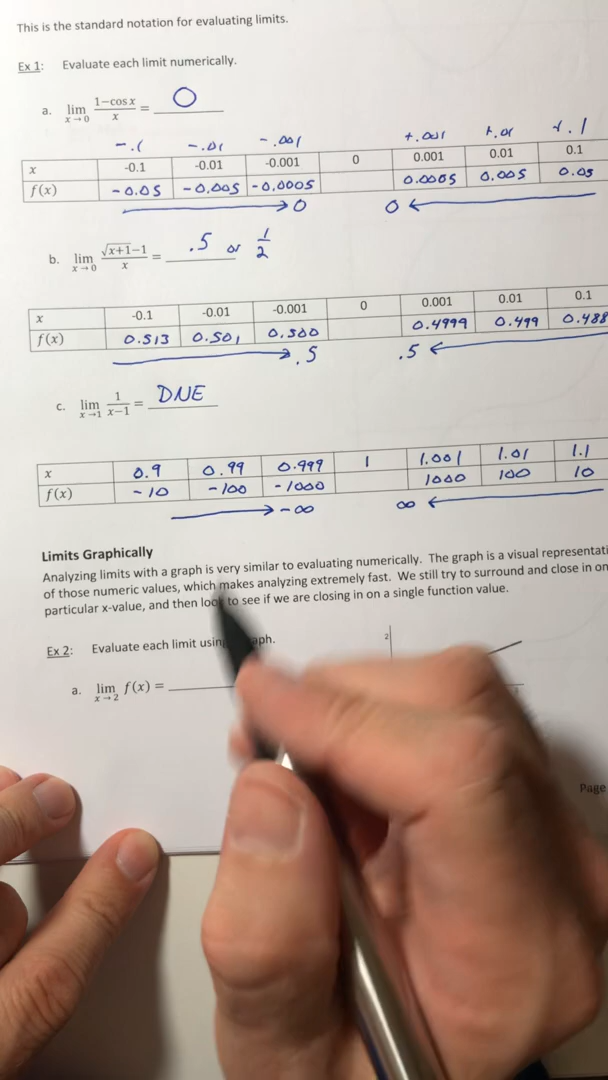 This is the standard notation for evaluating limits.
Ex 1: Evaluate each limit numerically.
a. lim x→0 (1−cos x)/x = 0
-.1 -.01 -.001 +.001 +.01 +.1
x -0.1 -0.01 -0.001 0 0.001 0.01 0.1
f(x) -0.05 -0.005 -0.0005 0.0005 0.005 0.05
→0 0←
b. lim x→0 (√(x+1)−1)/x = .5 or 1/2
x -0.1 -0.01 -0.001 0 0.001 0.01 0.1
f(x) 0.513 0.501 0.500 0.4999 0.499 0.488
→.5 .5←
c. lim x→1 1/(x−1) = DNE
x 0.9 0.99 0.999 1 1.001 1.01 1.1
f(x) -10 -100 -1000 1000 100 10
→-∞ ∞←
Limits Graphically
Analyzing limits with a graph is very similar to evaluating numerically. The graph is a visual representati
of those numeric values, which makes analyzing extremely fast. We still try to surround and close in on
particular x-value, and then look to see if we are closing in on a single function value.
Ex 2: Evaluate each limit aph.
2
a. lim x→2 f(x) =
Page